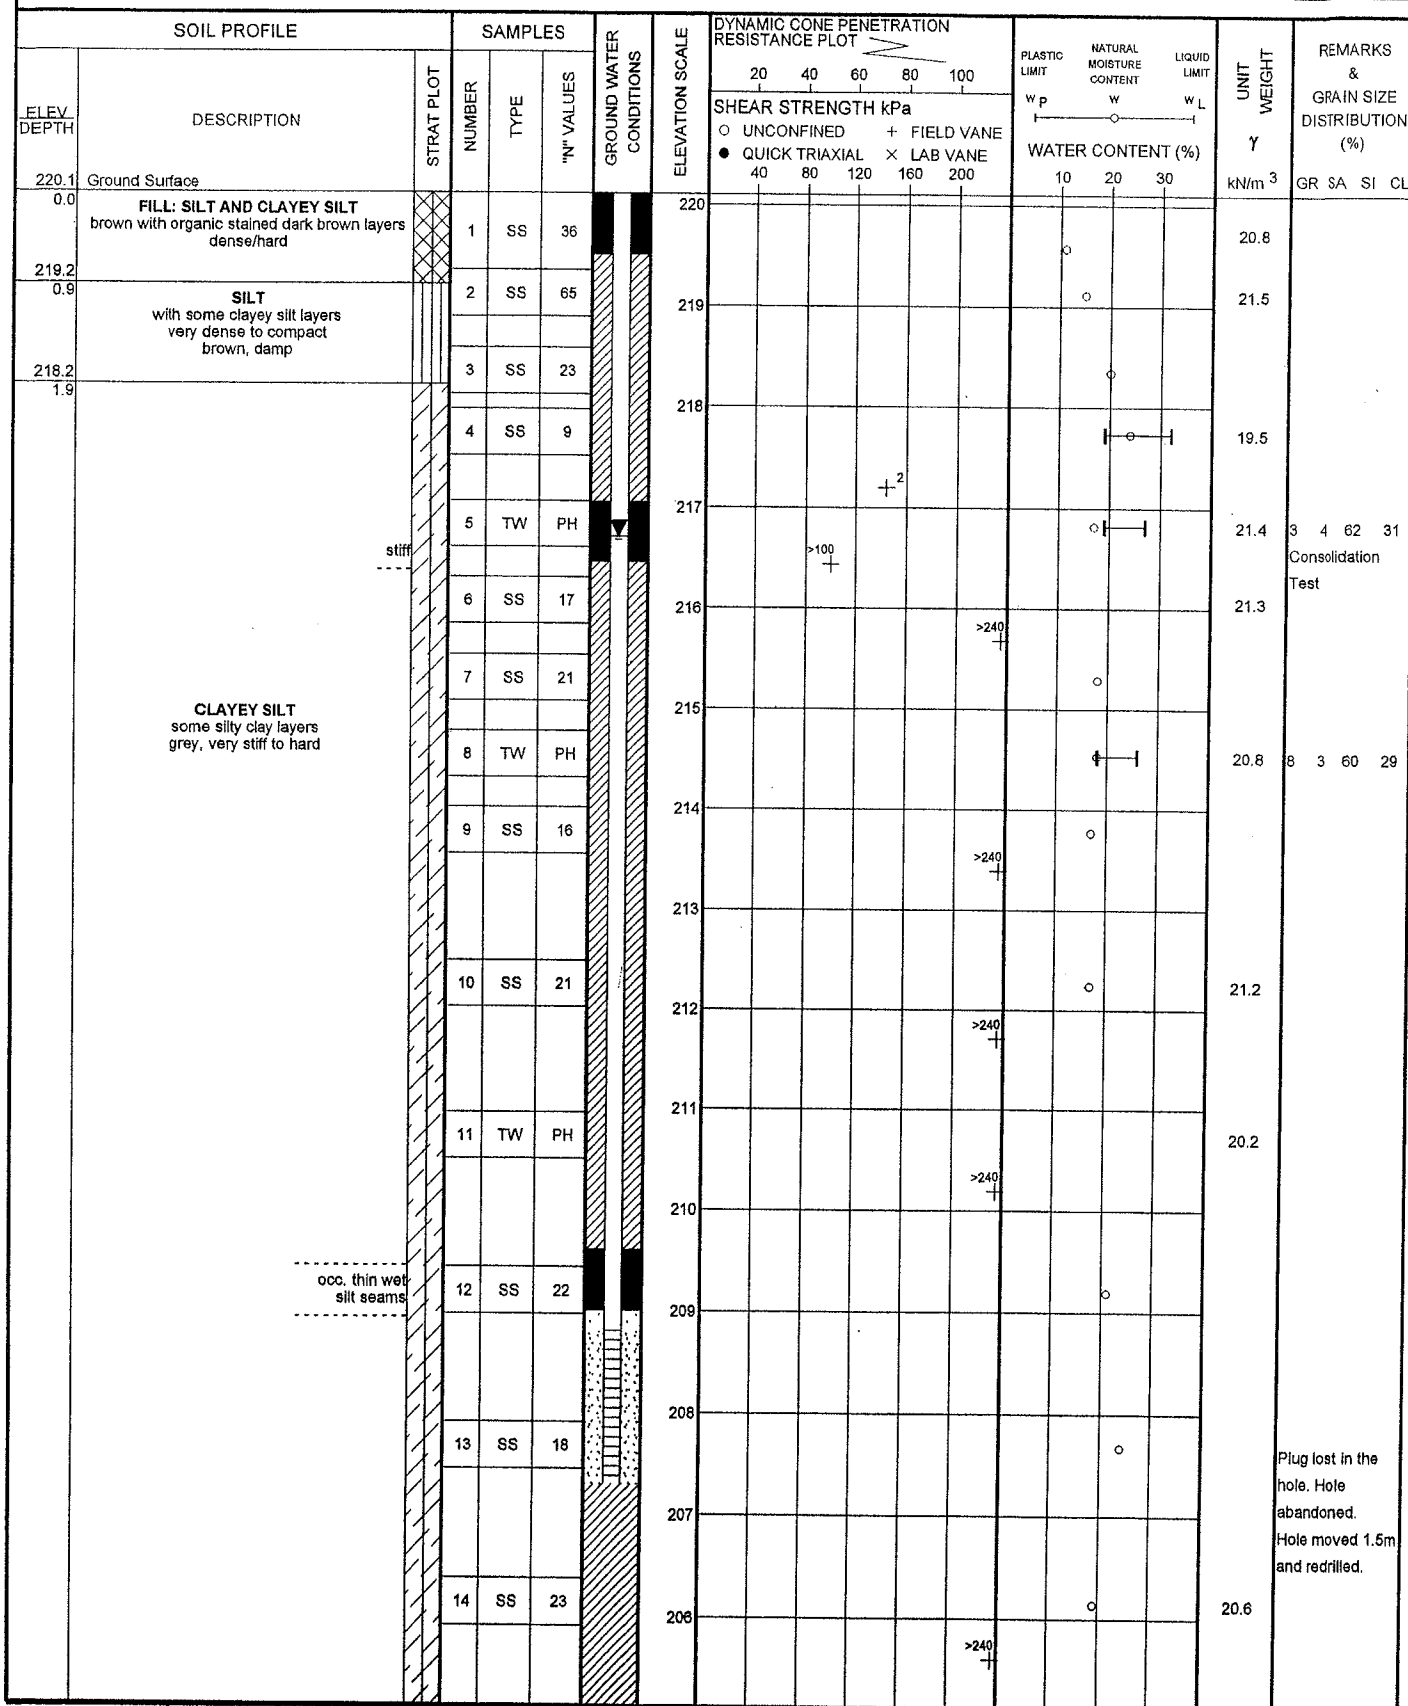 SOIL PROFILE
SAMPLES
GROUND WATER
CONDITIONS
ELEVATION SCALE
DYNAMIC CONE PENETRATION
RESISTANCE PLOT
20 40 60 80 100
SHEAR STRENGTH kPa
○ UNCONFINED + FIELD VANE
● QUICK TRIAXIAL × LAB VANE
40 80 120 160 200
PLASTIC
LIMIT
NATURAL
MOISTURE
CONTENT
LIQUID
LIMIT
W P W W L
WATER CONTENT (%)
10 20 30
UNIT
WEIGHT
γ
kN/m 3
REMARKS
&
GRAIN SIZE
DISTRIBUTION
(%)
GR SA SI CL
ELEV
DEPTH
DESCRIPTION
STRAT PLOT
NUMBER
TYPE
"N" VALUES
220.1 Ground Surface
0.0
FILL: SILT AND CLAYEY SILT
brown with organic stained dark brown layers
dense/hard
219.2
0.9
SILT
with some clayey silt layers
very dense to compact
brown, damp
218.2
1.9
stiff
CLAYEY SILT
some silty clay layers
grey, very stiff to hard
occ. thin wet
silt seams
1 SS 36
2 SS 65
3 SS 23
4 SS 9
5 TW PH
6 SS 17
7 SS 21
8 TW PH
9 SS 16
10 SS 21
11 TW PH
12 SS 22
13 SS 18
14 SS 23
220
219
218
217
216
215
214
213
212
211
210
209
208
207
206
2
>100
>240
>240
>240
>240
>240
20.8
21.5
19.5
21.4 3 4 62 31
Consolidation
Test
21.3
20.8 8 3 60 29
21.2
20.2
Plug lost in the
hole. Hole
abandoned.
Hole moved 1.5m
and redrilled.
20.6